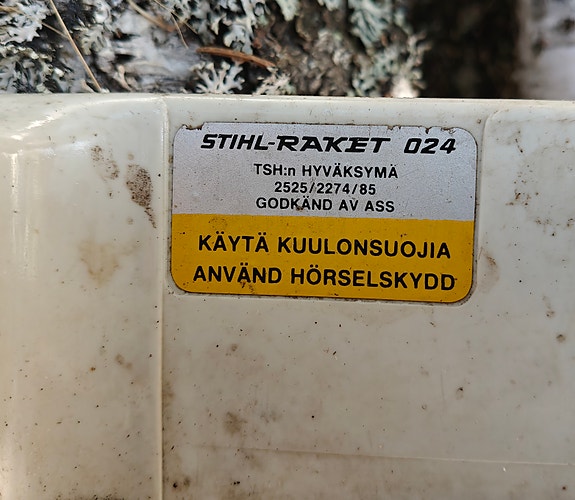 STIHL-RAKET 024
TSH:n HYVÄKSYMÄ
2525/2274/85
GODKÄND AV ASS
KÄYTÄ KUULONSUOJIA
ANVÄND HÖRSELSKYDD